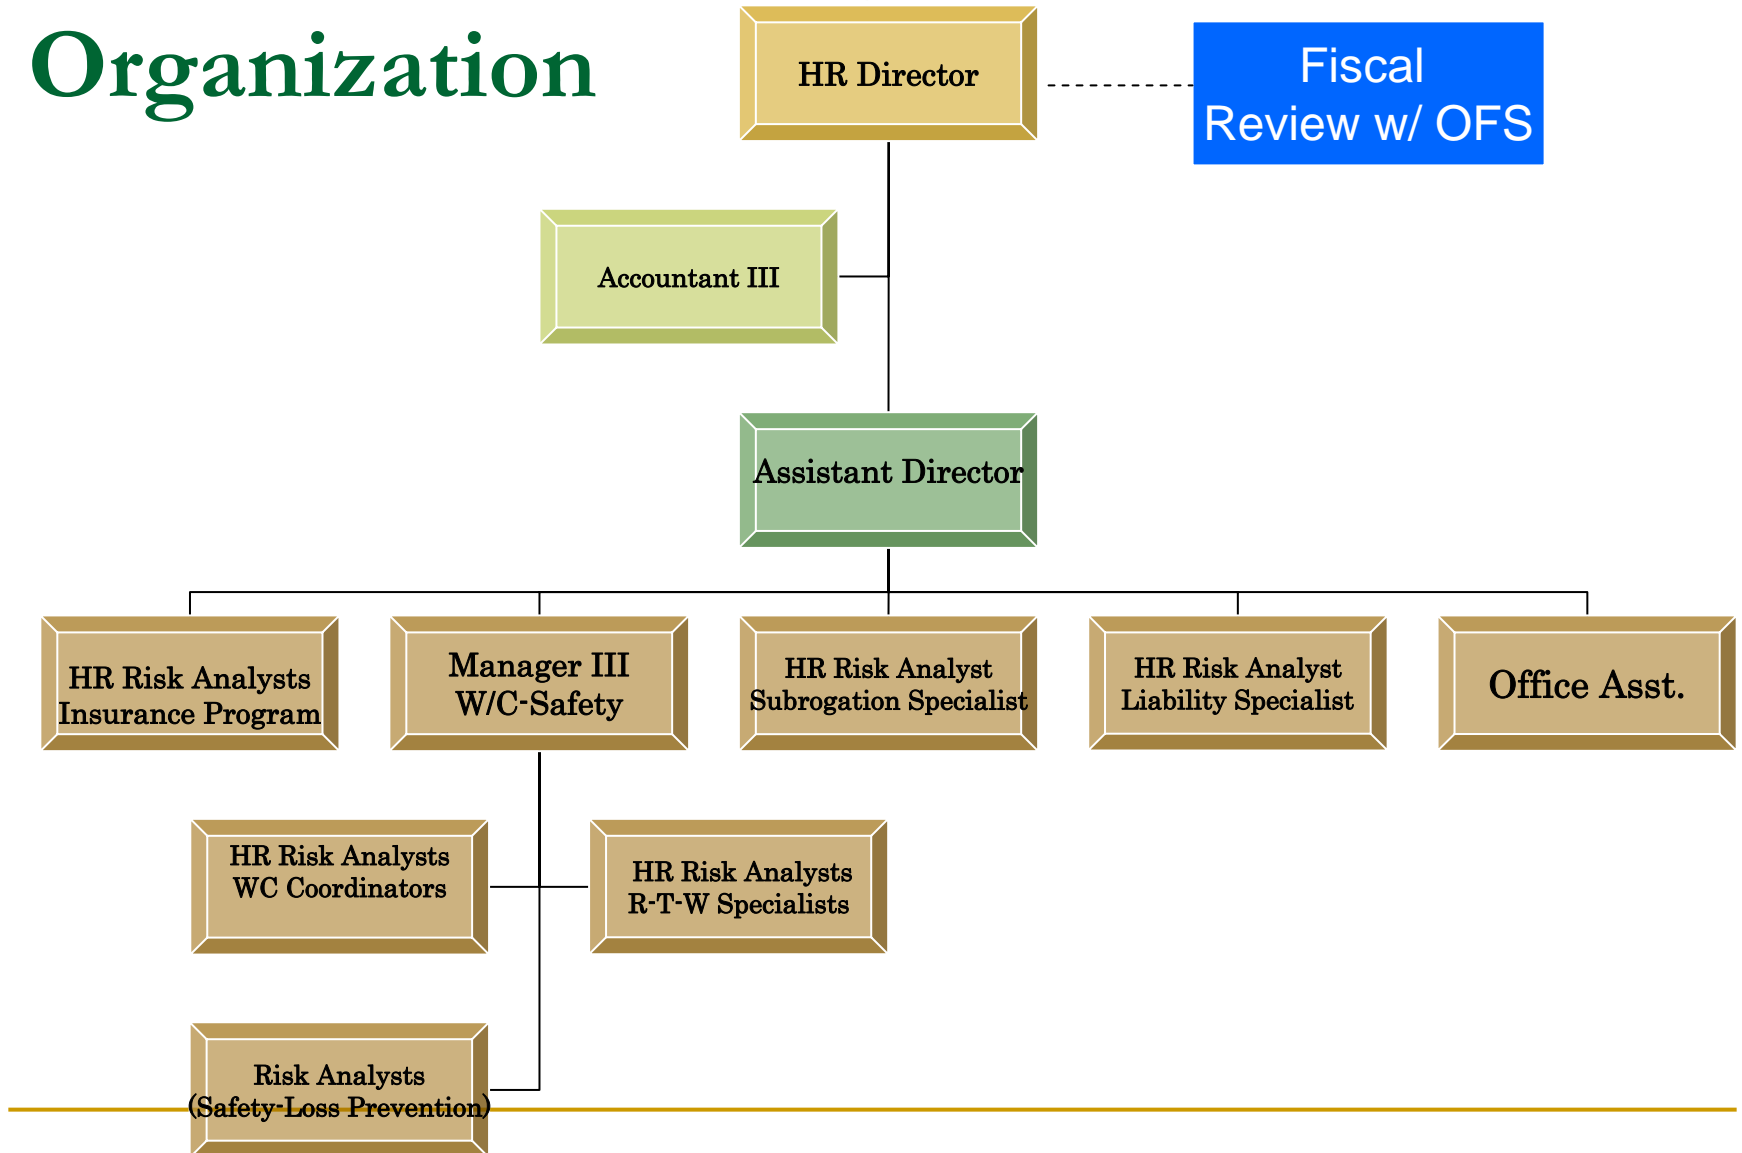 Organization
HR Director
Fiscal
Review w/ OFS
Accountant III
Assistant Director
HR Risk Analysts
Insurance Program
Manager III
W/C-Safety
HR Risk Analyst
Subrogation Specialist
HR Risk Analyst
Liability Specialist
Office Asst.
HR Risk Analysts
WC Coordinators
HR Risk Analysts
R-T-W Specialists
Risk Analysts
(Safety-Loss Prevention)